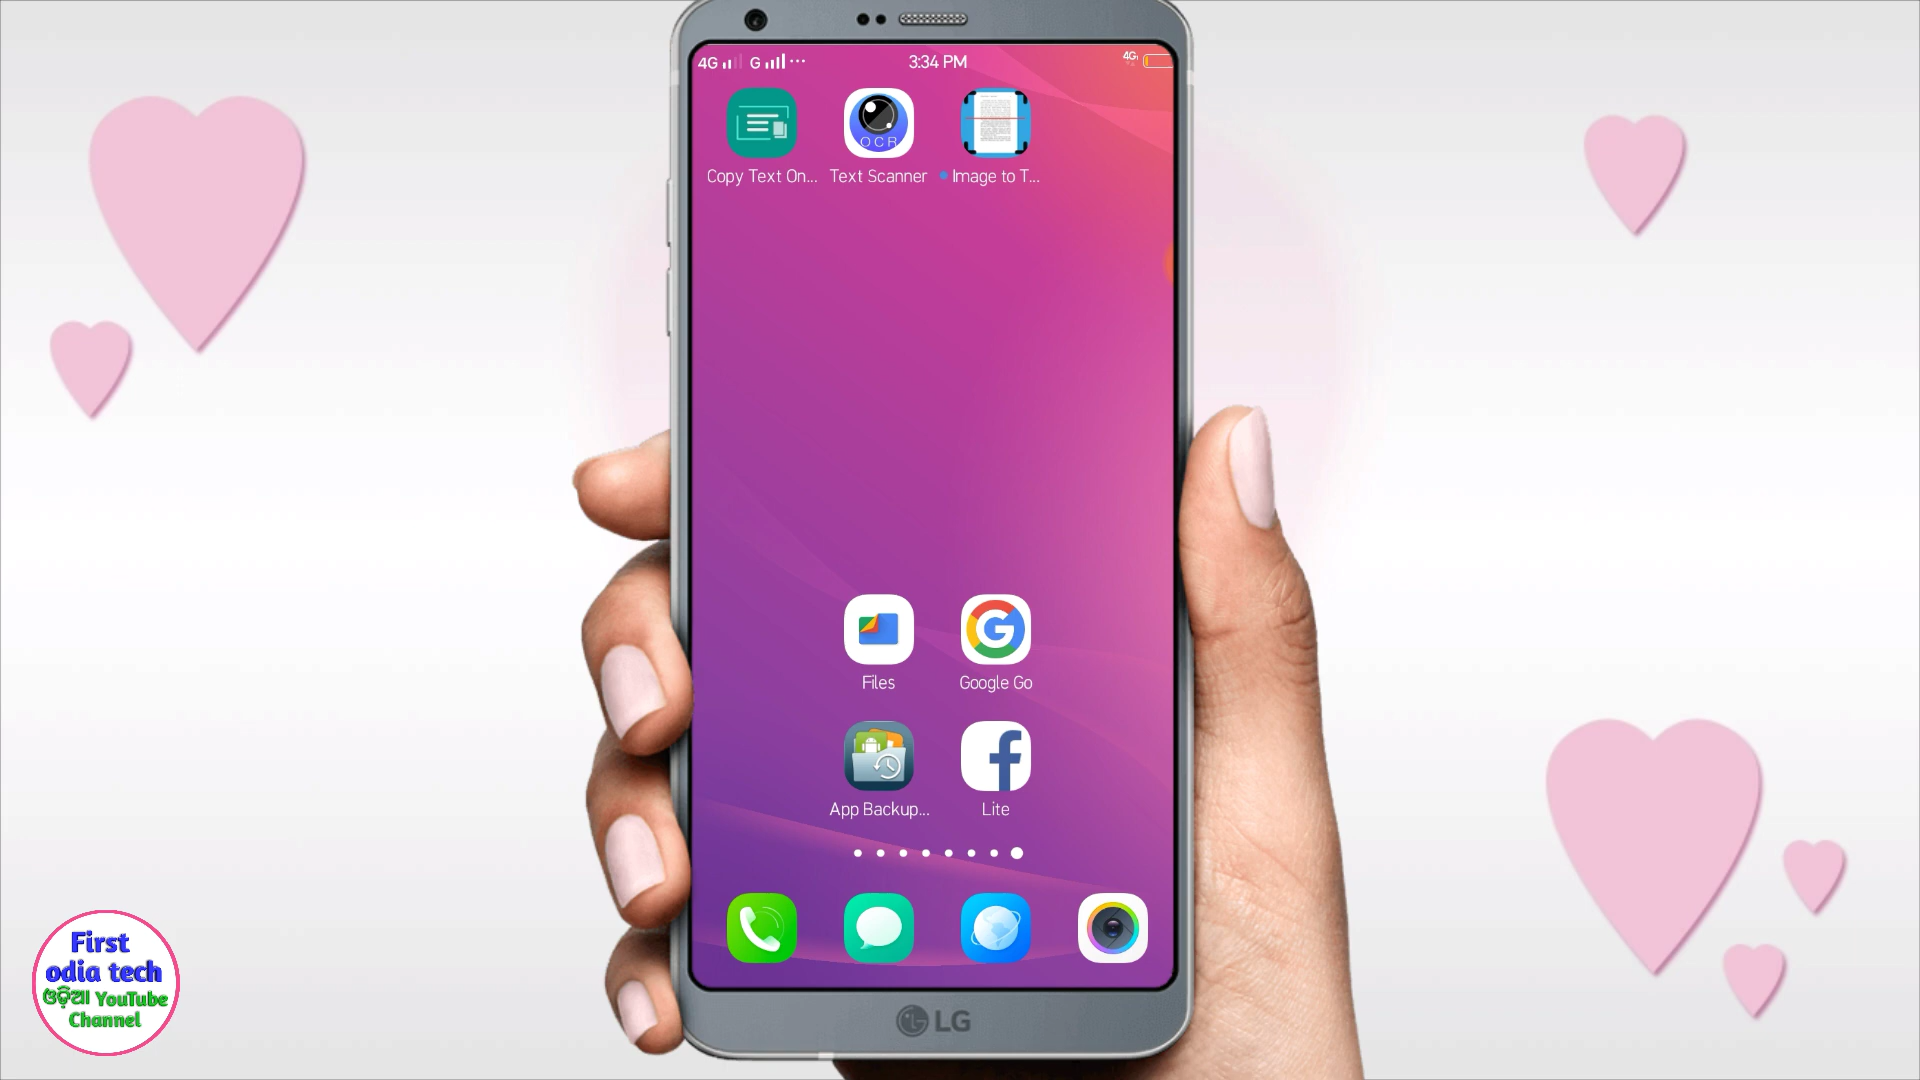 4G G ... 3:34 PM 4G
Copy Text On... Text Scanner Image to T...
OCR
Files Google Go
App Backup... Lite
LG
First
odia tech
ଓଡ଼ିଆ YouTube
Channel